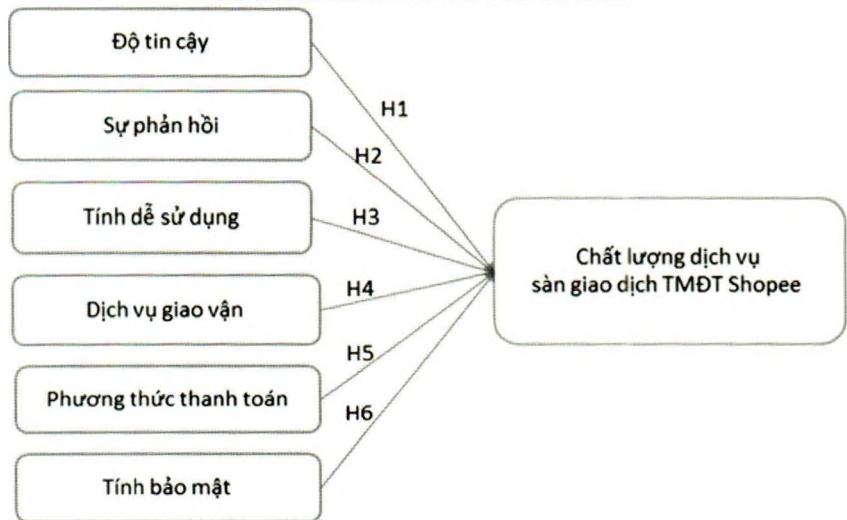 Độ tin cậy
H1
Sự phản hồi
H2
Tính dễ sử dụng
H3
Chất lượng dịch vụ
sàn giao dịch TMĐT Shopee
Dịch vụ giao vận
H4
H5
Phương thức thanh toán
H6
Tính bảo mật